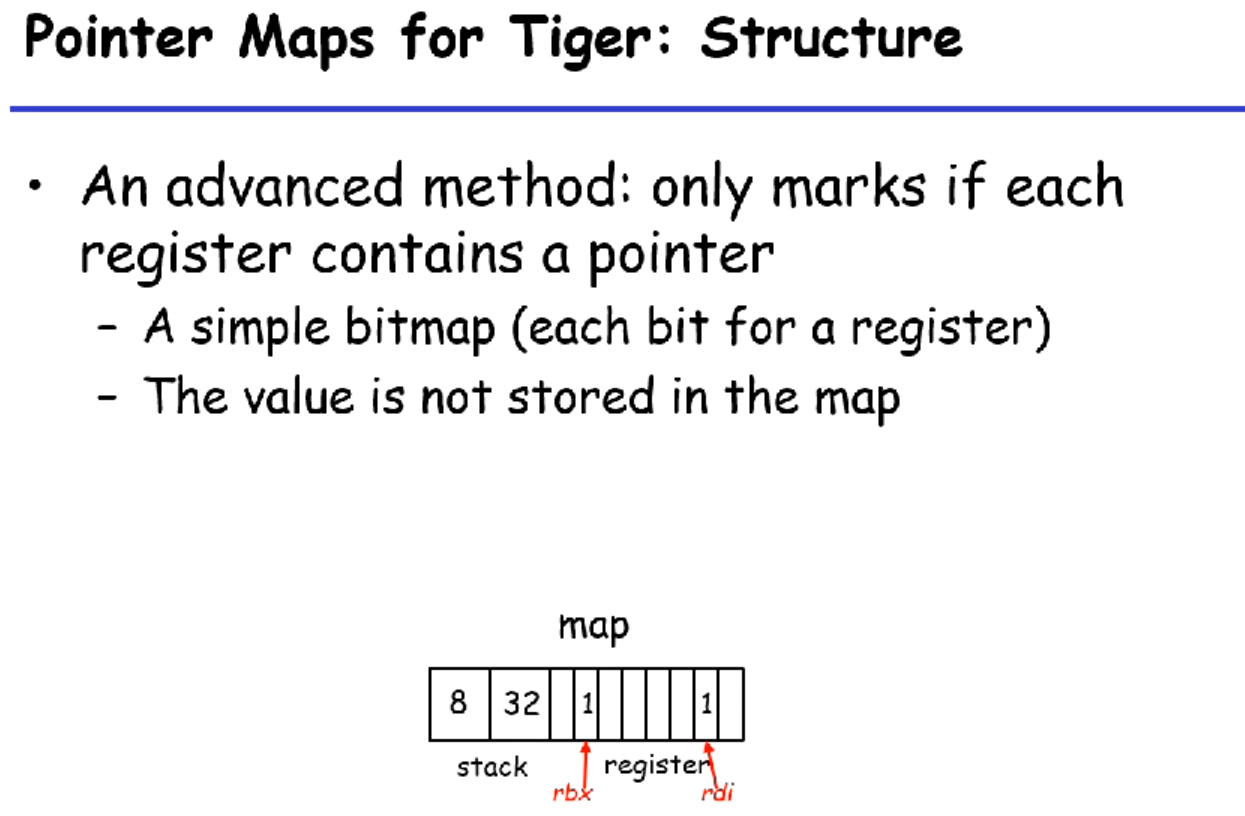 Pointer Maps for Tiger: Structure
• An advanced method: only marks if each
register contains a pointer
– A simple bitmap (each bit for a register)
– The value is not stored in the map
map
8 32 1 1
stack register
rbx rdi